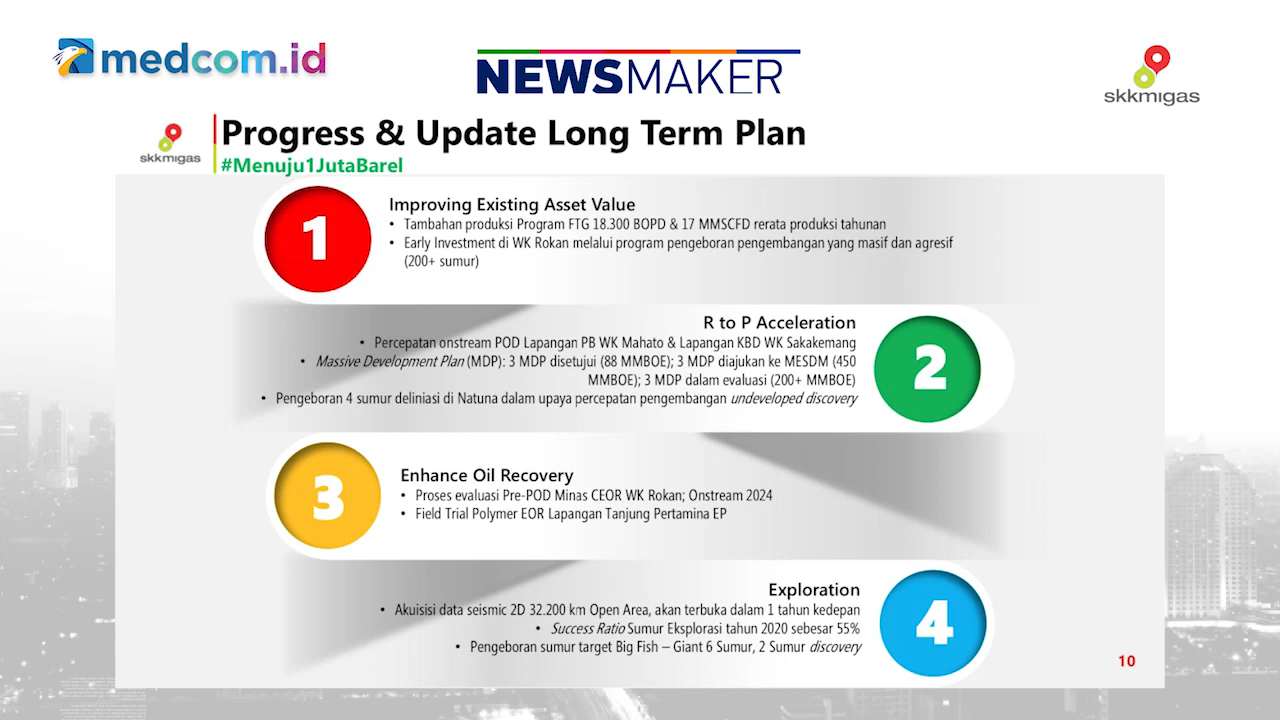 medcom.id
NEWSMAKER
skkmigas
skkmigas
Progress & Update Long Term Plan
#Menuju1JutaBarel
1
Improving Existing Asset Value
• Tambahan produksi Program FTG 18.300 BOPD & 17 MMSCFD rerata produksi tahunan
• Early Investment di WK Rokan melalui program pengeboran pengembangan yang masif dan agresif
(200+ sumur)
R to P Acceleration
• Percepatan onstream POD Lapangan PB WK Mahato & Lapangan KBD WK Sakakemang
• Massive Development Plan (MDP): 3 MDP disetujui (88 MMBOE); 3 MDP diajukan ke MESDM (450
MMBOE); 3 MDP dalam evaluasi (200+ MMBOE)
• Pengeboran 4 sumur deliniasi di Natuna dalam upaya percepatan pengembangan undeveloped discovery
2
3
Enhance Oil Recovery
• Proses evaluasi Pre-POD Minas CEOR WK Rokan; Onstream 2024
• Field Trial Polymer EOR Lapangan Tanjung Pertamina EP
Exploration
• Akuisisi data seismic 2D 32.200 km Open Area, akan terbuka dalam 1 tahun kedepan
• Success Ratio Sumur Eksplorasi tahun 2020 sebesar 55%
• Pengeboran sumur target Big Fish – Giant 6 Sumur, 2 Sumur discovery
4
10